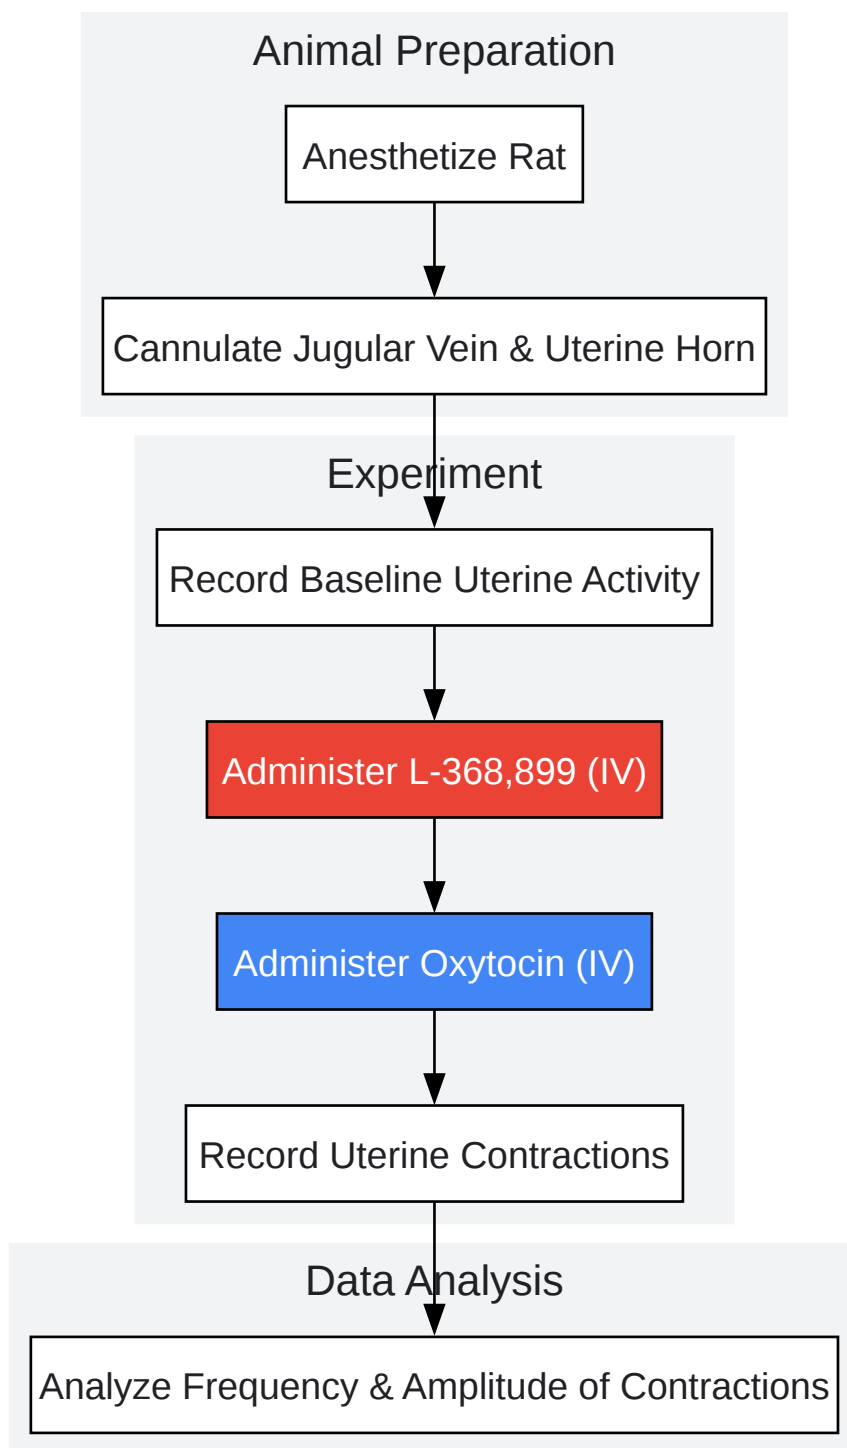 Animal Preparation
Anesthetize Rat
Cannulate Jugular Vein & Uterine Horn
Experiment
Record Baseline Uterine Activity
Administer L-368,899 (IV)
Administer Oxytocin (IV)
Record Uterine Contractions
Data Analysis
Analyze Frequency & Amplitude of Contractions